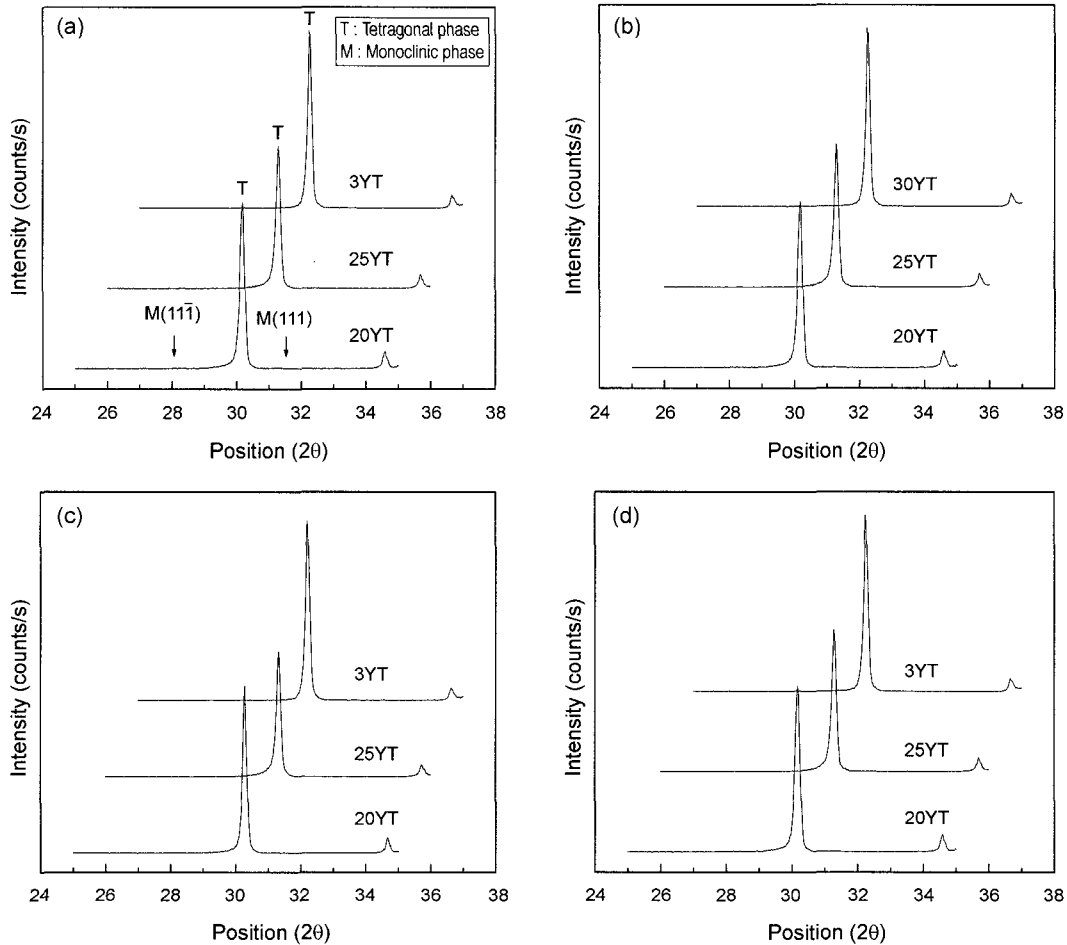 (a)
T
T : Tetragonal phase
M : Monoclinic phase
T
T
3YT
25YT
M(111̄)
M(111)
20YT
Intensity (counts/s)
24 26 28 30 32 34 36 38
Position (2θ)
(b)
30YT
25YT
20YT
Intensity (counts/s)
24 26 28 30 32 34 36 38
Position (2θ)
(c)
3YT
25YT
20YT
Intensity (counts/s)
24 26 28 30 32 34 36 38
Position (2θ)
(d)
3YT
25YT
20YT
Intensity (counts/s)
24 26 28 30 32 34 36 38
Position (2θ)